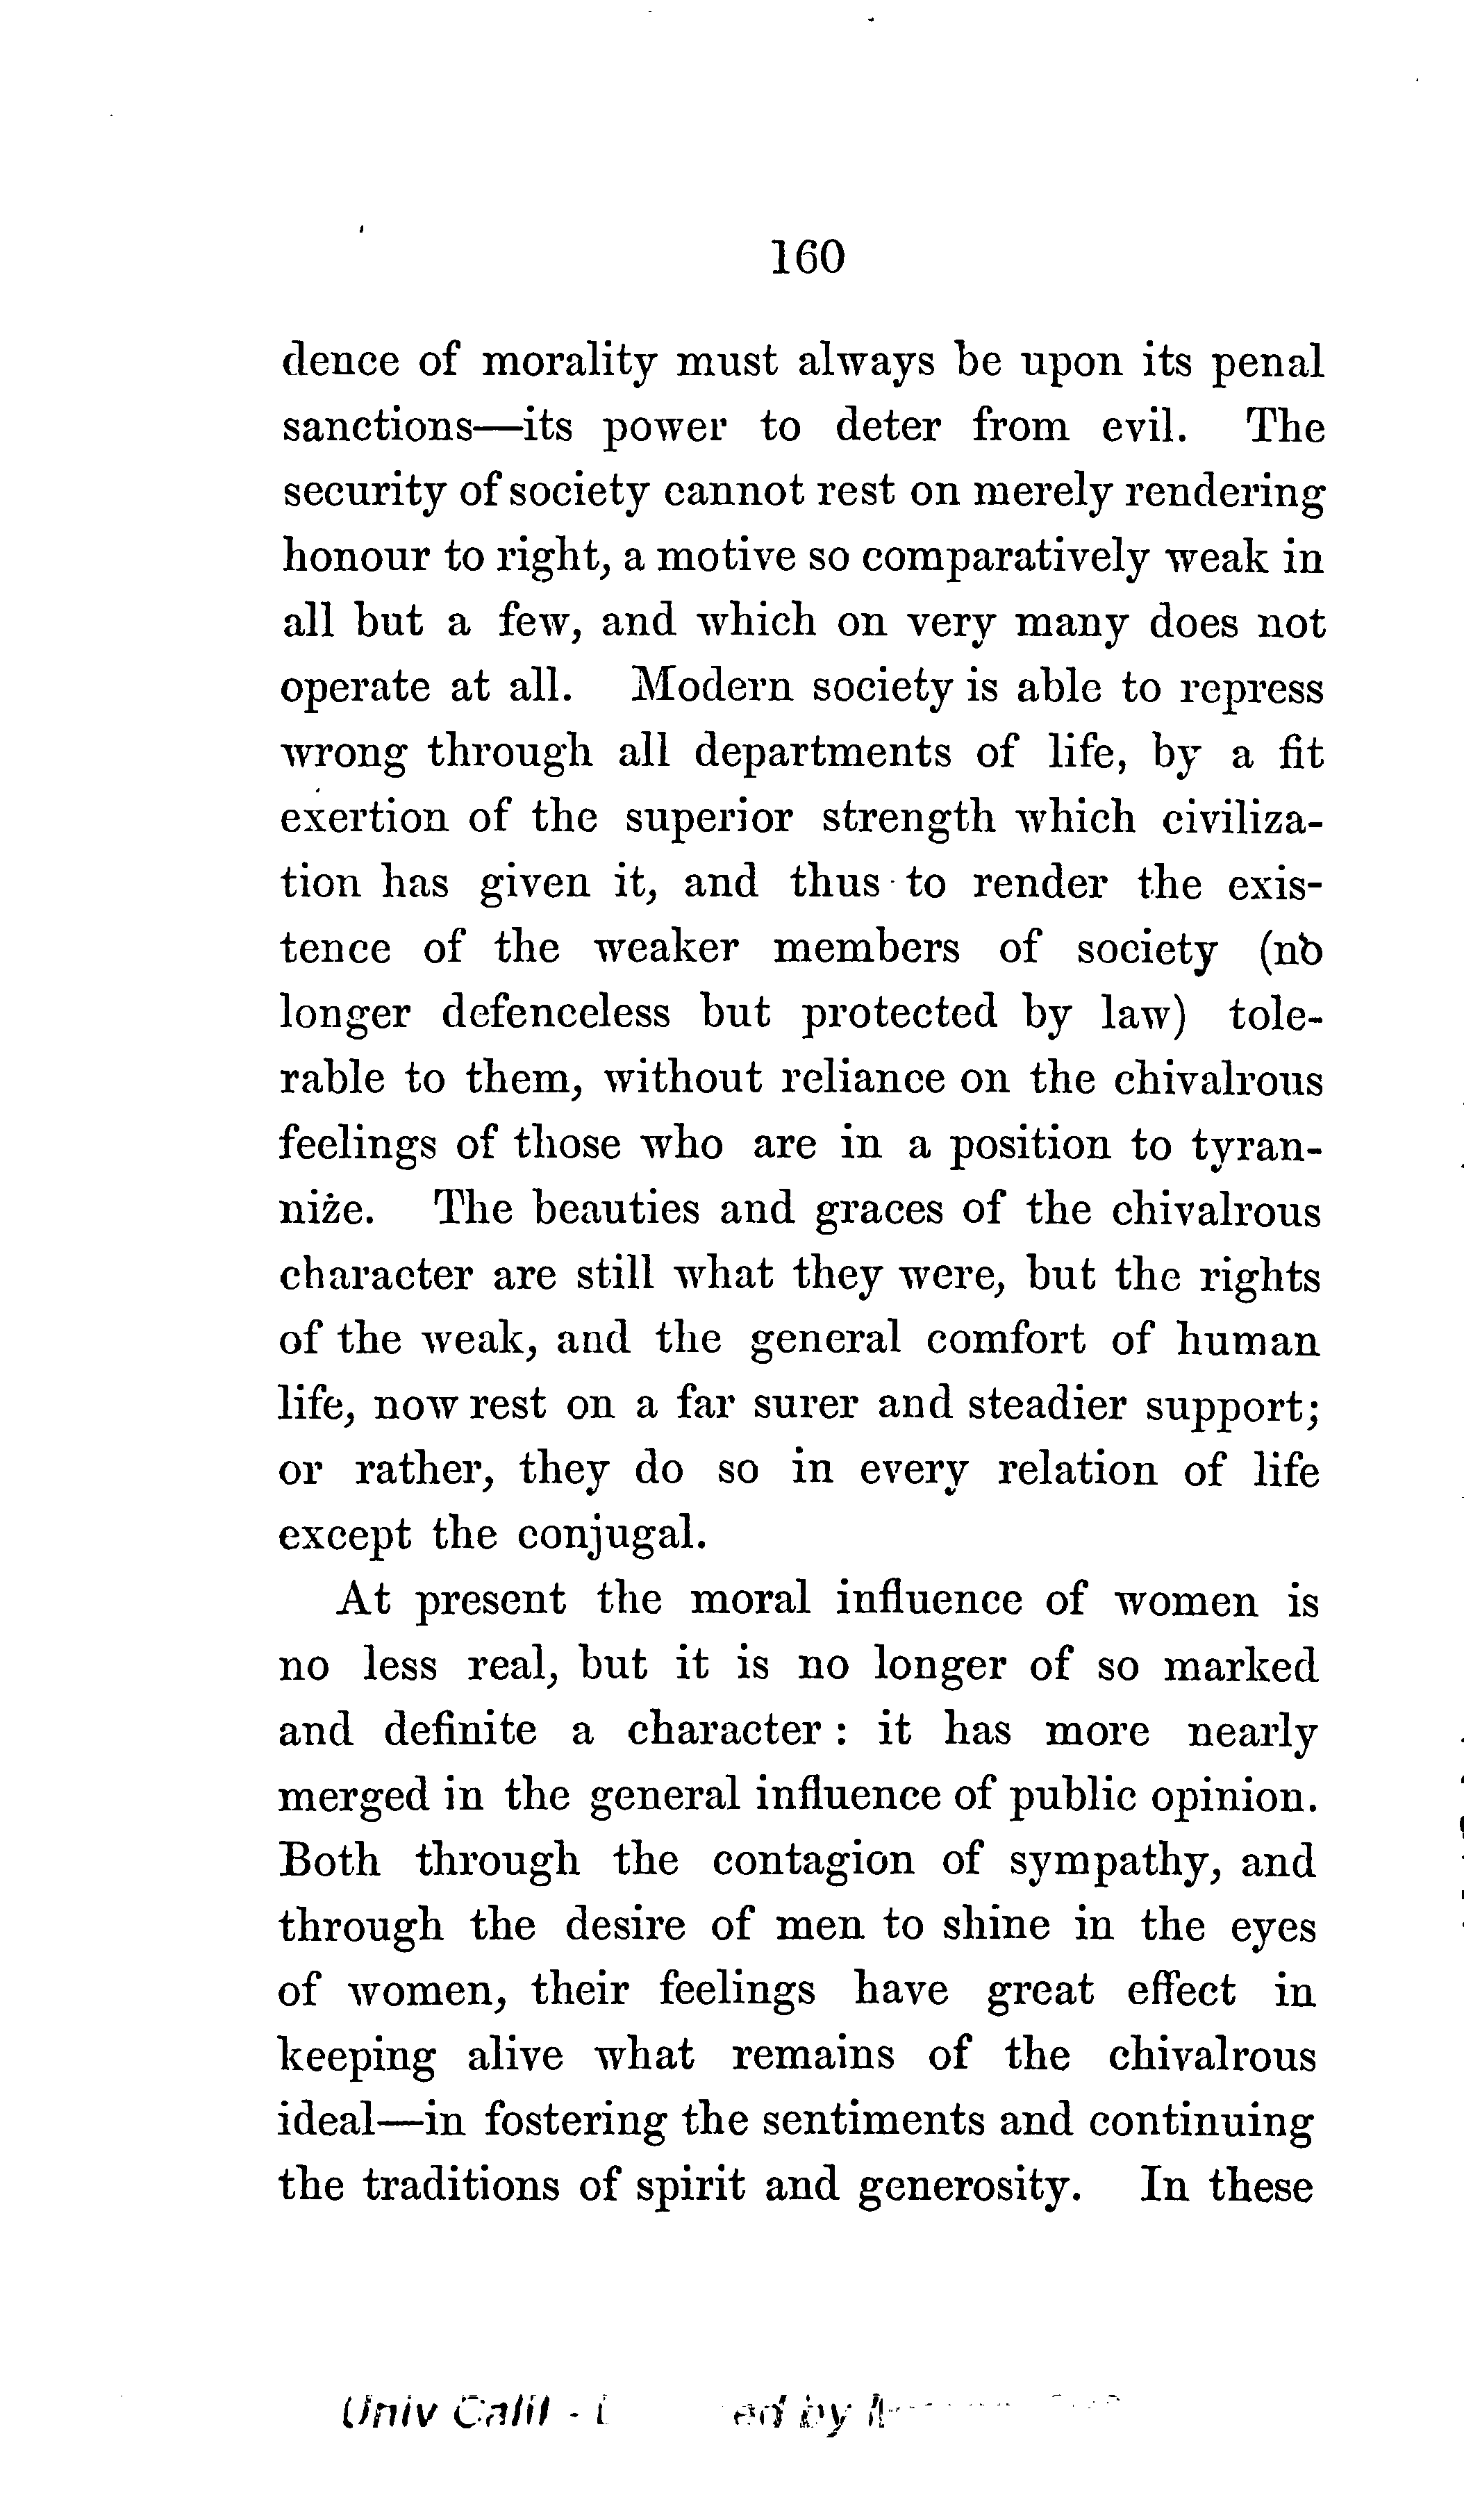 160
dence of morality must always be upon its penal
sanctions—its power to deter from evil. The
security of society cannot rest on merely rendering
honour to right, a motive so comparatively weak in
all but a few, and which on very many does not
operate at all. Modern society is able to repress
wrong through all departments of life, by a fit
exertion of the superior strength which civiliza-
tion has given it, and thus to render the exis-
tence of the weaker members of society (no
longer defenceless but protected by law) tole-
rable to them, without reliance on the chivalrous
feelings of those who are in a position to tyran-
nize. The beauties and graces of the chivalrous
character are still what they were, but the rights
of the weak, and the general comfort of human
life, now rest on a far surer and steadier support;
or rather, they do so in every relation of life
except the conjugal.
At present the moral influence of women is
no less real, but it is no longer of so marked
and definite a character : it has more nearly
merged in the general influence of public opinion.
Both through the contagion of sympathy, and
through the desire of men to shine in the eyes
of women, their feelings have great effect in
keeping alive what remains of the chivalrous
ideal—in fostering the sentiments and continuing
the traditions of spirit and generosity. In these
Univ Calif - by